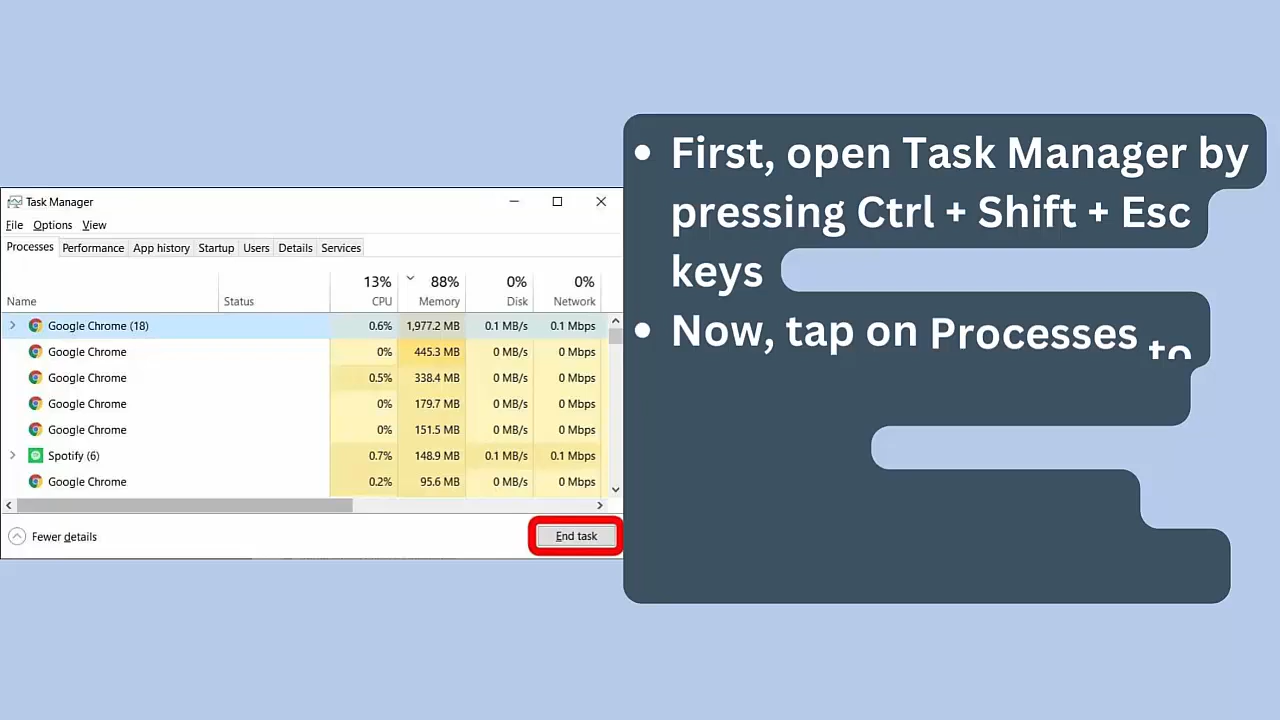 Task Manager
File Options View
Processes Performance App history Startup Users Details Services
13% 88% 0% 0%
Name Status CPU Memory Disk Network
Google Chrome (18) 0.6% 1,977.2 MB 0.1 MB/s 0.1 Mbps
Google Chrome 0% 445.3 MB 0 MB/s 0 Mbps
Google Chrome 0.5% 338.4 MB 0 MB/s 0 Mbps
Google Chrome 0% 179.7 MB 0 MB/s 0 Mbps
Google Chrome 0% 151.5 MB 0 MB/s 0 Mbps
Spotify (6) 0.7% 148.9 MB 0.1 MB/s 0.1 Mbps
Google Chrome 0.2% 95.6 MB 0 MB/s 0 Mbps
Fewer details
End task
• First, open Task Manager by
pressing Ctrl + Shift + Esc
keys
• Now, tap on Processes to